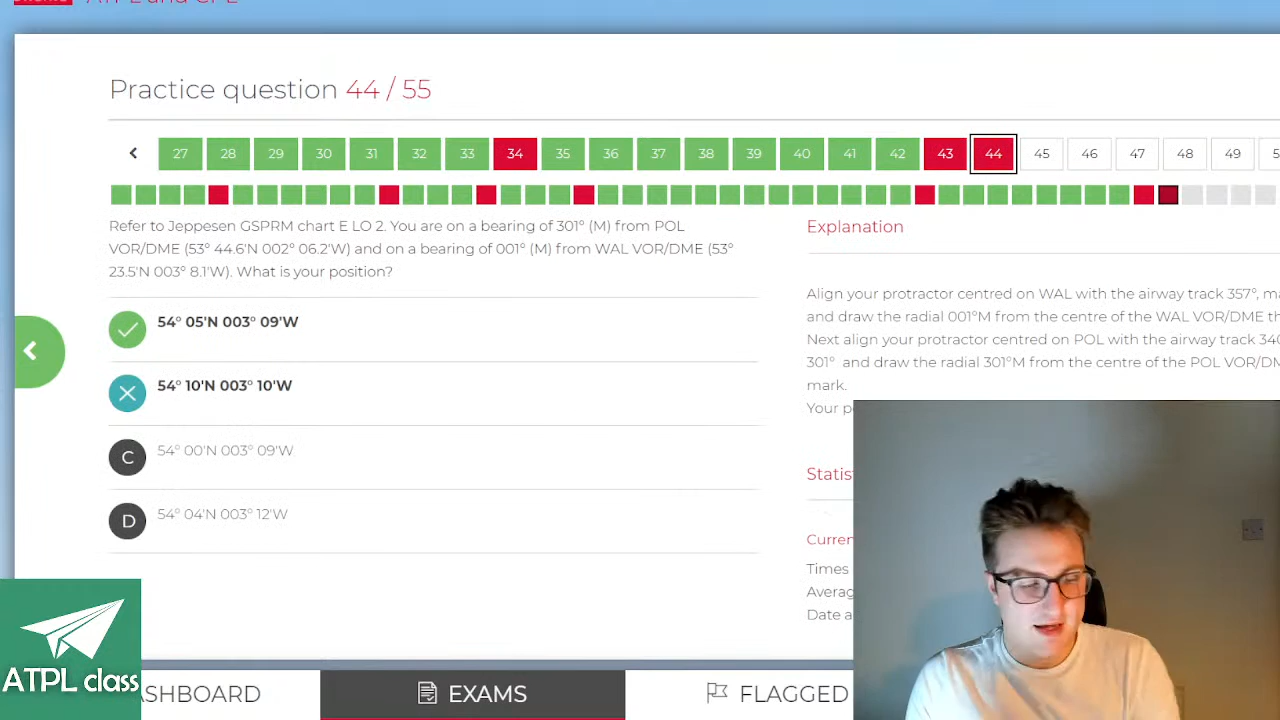 ATPL and CPL
Practice question 44 / 55
27 28 29 30 31 32 33 34 35 36 37 38 39 40 41 42 43 44 45 46 47 48 49
Refer to Jeppesen GSPRM chart E LO 2. You are on a bearing of 301° (M) from POL
VOR/DME (53° 44.6'N 002° 06.2'W) and on a bearing of 001° (M) from WAL VOR/DME (53°
23.5'N 003° 8.1'W). What is your position?
54° 05'N 003° 09'W
54° 10'N 003° 10'W
C 54° 00'N 003° 09'W
D 54° 04'N 003° 12'W
Explanation
Align your protractor centred on WAL with the airway track 357°,
and draw the radial 001°M from the centre of the WAL VOR/DME
Next align your protractor centred on POL with the airway track
301° and draw the radial 301°M from the centre of the POL
mark.
Your
Times
Date
ATPL class
EXAMS
FLAGGED